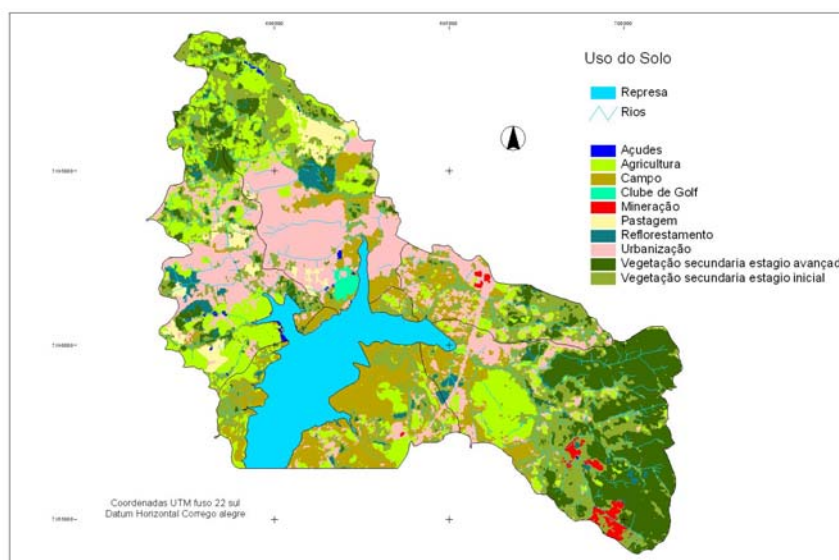 Uso do Solo
Represa
Rios
Açudes
Agricultura
Campo
Clube de Golf
Mineração
Pastagem
Reflorestamento
Urbanização
Vegetação secundaria estagio avançad
Vegetação secundaria estagio inicial
Coordenadas UTM fuso 22 sul
Datum Horizontal Corrego alegre